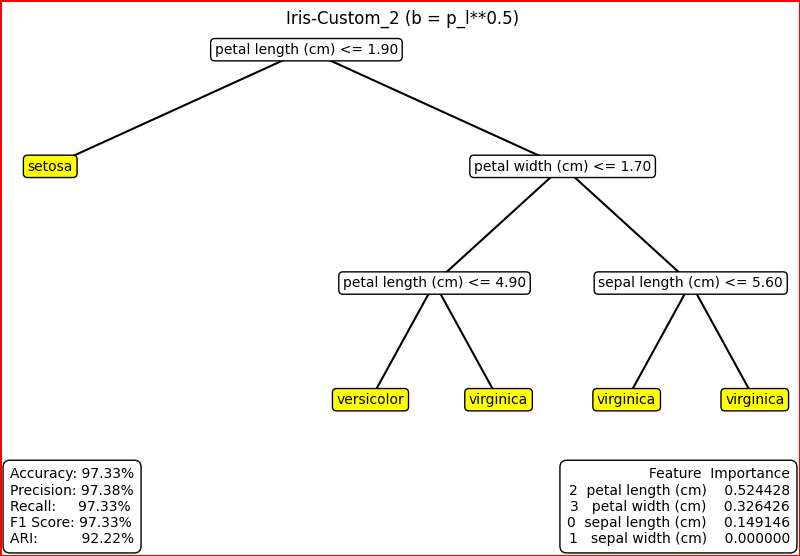 Iris-Custom_2 (b = p_l**0.5)
petal length (cm) <= 1.90
setosa
petal width (cm) <= 1.70
petal length (cm) <= 4.90
sepal length (cm) <= 5.60
versicolor
virginica
virginica
virginica
Accuracy: 97.33%
Precision: 97.38%
Recall: 97.33%
F1 Score: 97.33%
ARI: 92.22%
Feature Importance
2 petal length (cm) 0.524428
3 petal width (cm) 0.326426
0 sepal length (cm) 0.149146
1 sepal width (cm) 0.000000